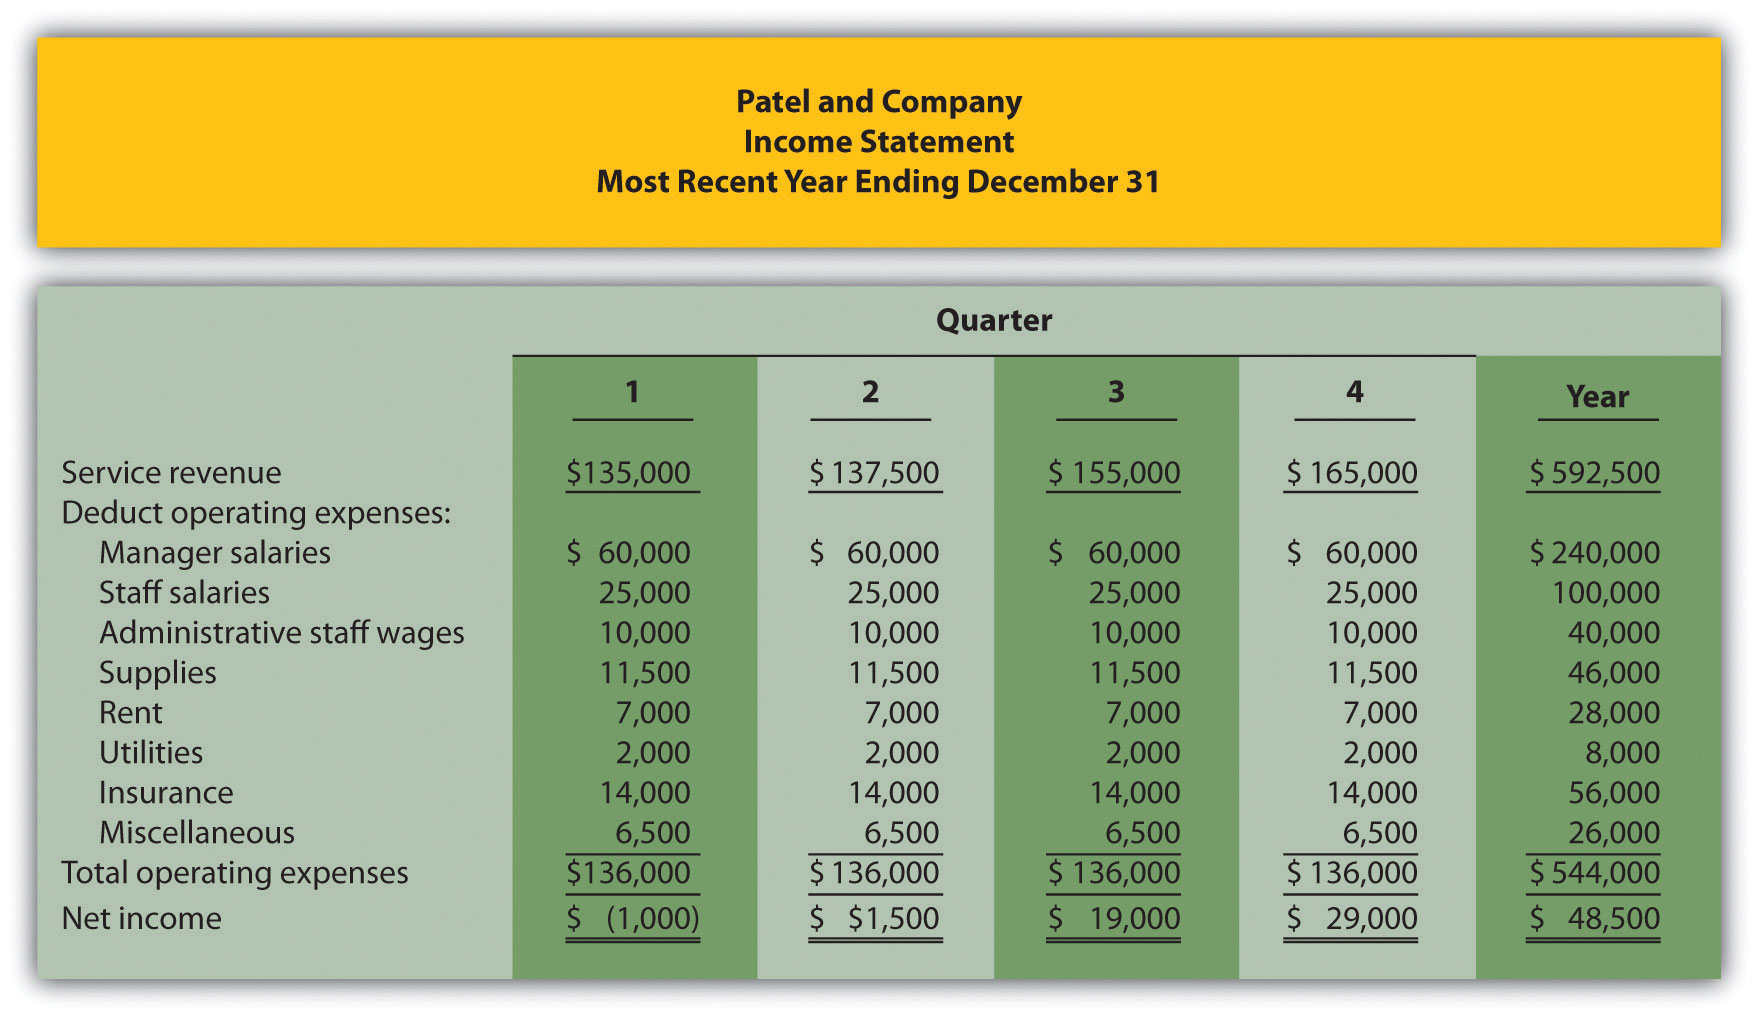 Patel and Company
Income Statement
Most Recent Year Ending December 31
Quarter
1 2 3 4 Year
Service revenue $135,000 $ 137,500 $ 155,000 $ 165,000 $ 592,500
Deduct operating expenses:
Manager salaries $ 60,000 $ 60,000 $ 60,000 $ 60,000 $ 240,000
Staff salaries 25,000 25,000 25,000 25,000 100,000
Administrative staff wages 10,000 10,000 10,000 10,000 40,000
Supplies 11,500 11,500 11,500 11,500 46,000
Rent 7,000 7,000 7,000 7,000 28,000
Utilities 2,000 2,000 2,000 2,000 8,000
Insurance 14,000 14,000 14,000 14,000 56,000
Miscellaneous 6,500 6,500 6,500 6,500 26,000
Total operating expenses $136,000 $ 136,000 $ 136,000 $ 136,000 $ 544,000
Net income $ (1,000) $ $1,500 $ 19,000 $ 29,000 $ 48,500